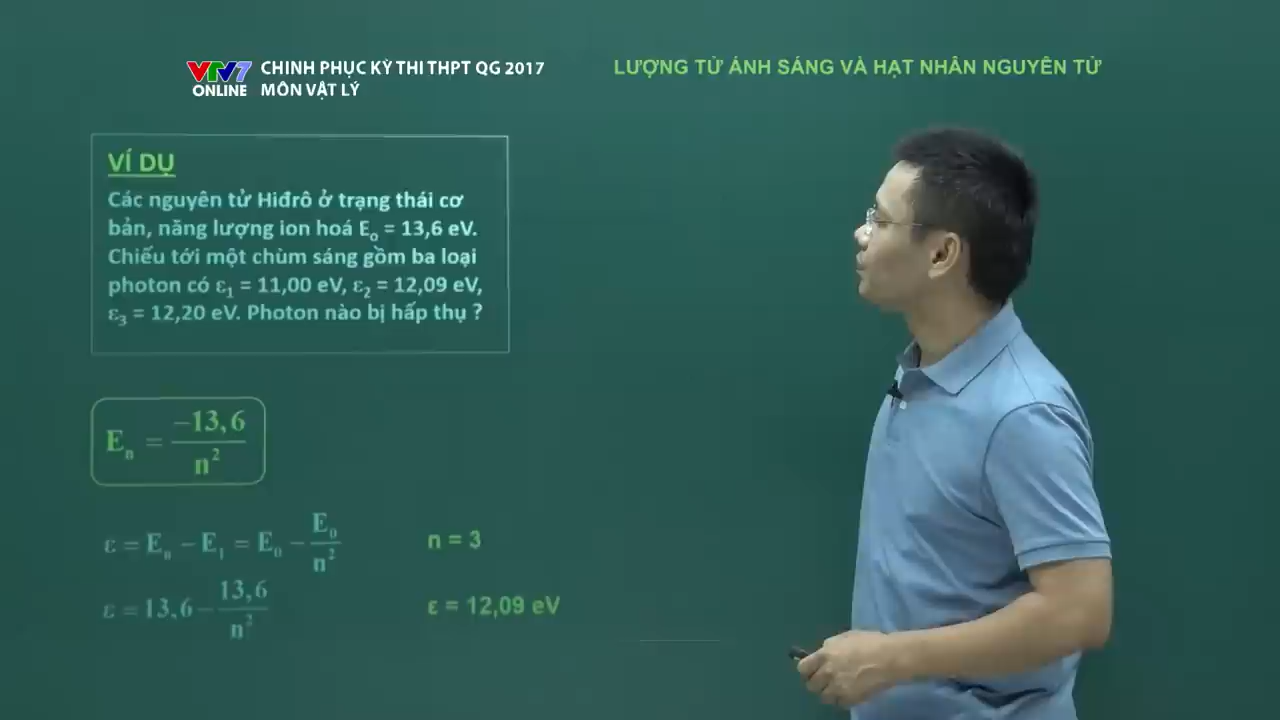 VTV7
ONLINE
CHINH PHỤC KỲ THI THPT QG 2017
MÔN VẬT LÝ
LƯỢNG TỬ ÁNH SÁNG VÀ HẠT NHÂN NGUYÊN TỬ
VÍ DỤ
Các nguyên tử Hiđrô ở trạng thái cơ
bản, năng lượng ion hoá E₀ = 13,6 eV.
Chiếu tới một chùm sáng gồm ba loại
photon có ε₁ = 11,00 eV, ε₂ = 12,09 eV,
ε₃ = 12,20 eV. Photon nào bị hấp thụ ?
Eₙ = −13,6 / n²
ε = Eₙ − E₁ = E₀ − E₀ / n²
n = 3
ε = 13,6 − 13,6 / n²
ε = 12,09 eV